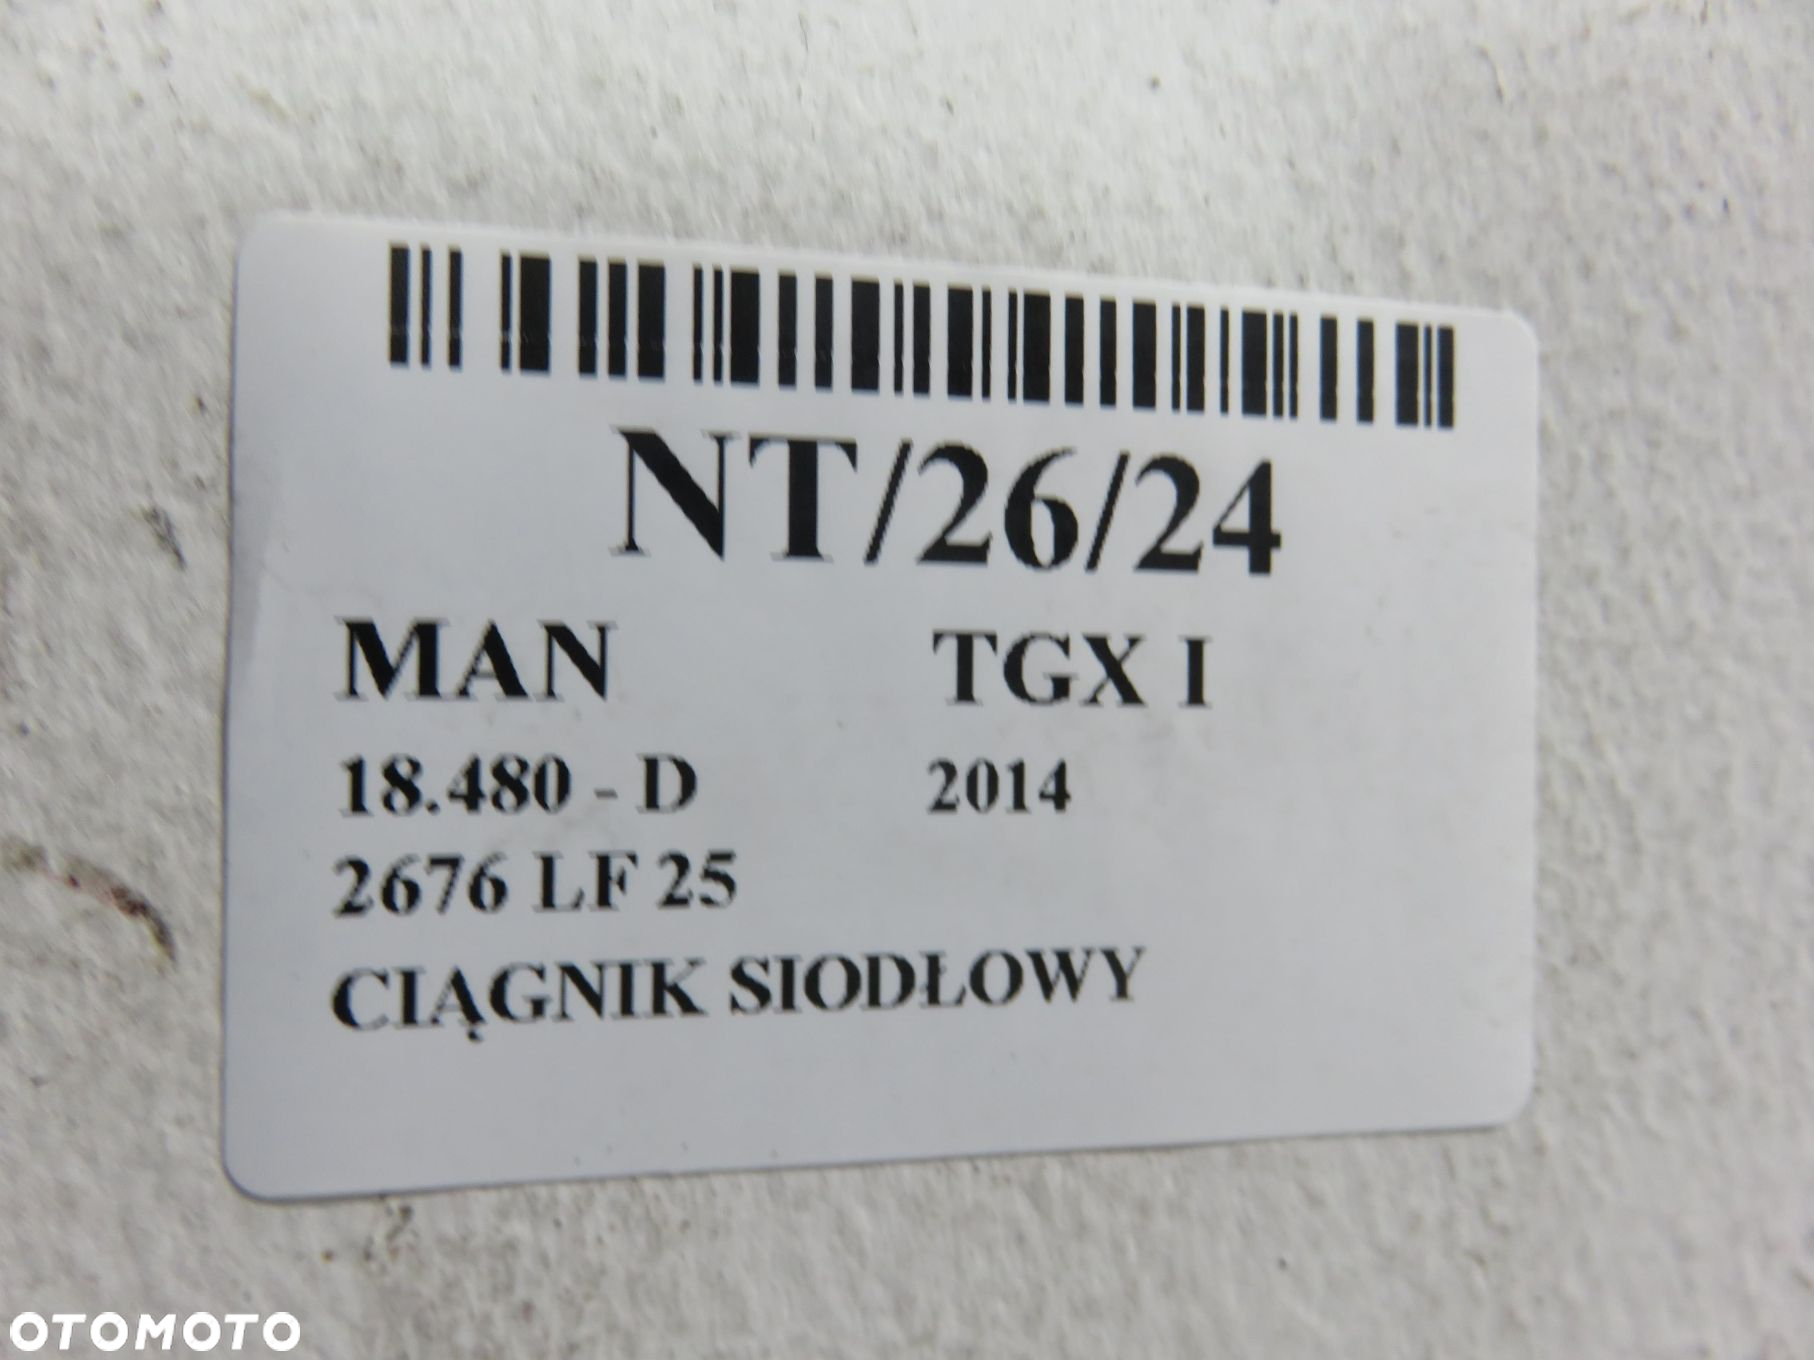 NT/26/24
MAN TGX I
18.480 - D 2014
2676 LF 25
CIĄGNIK SIODŁOWY
OTOMOTO